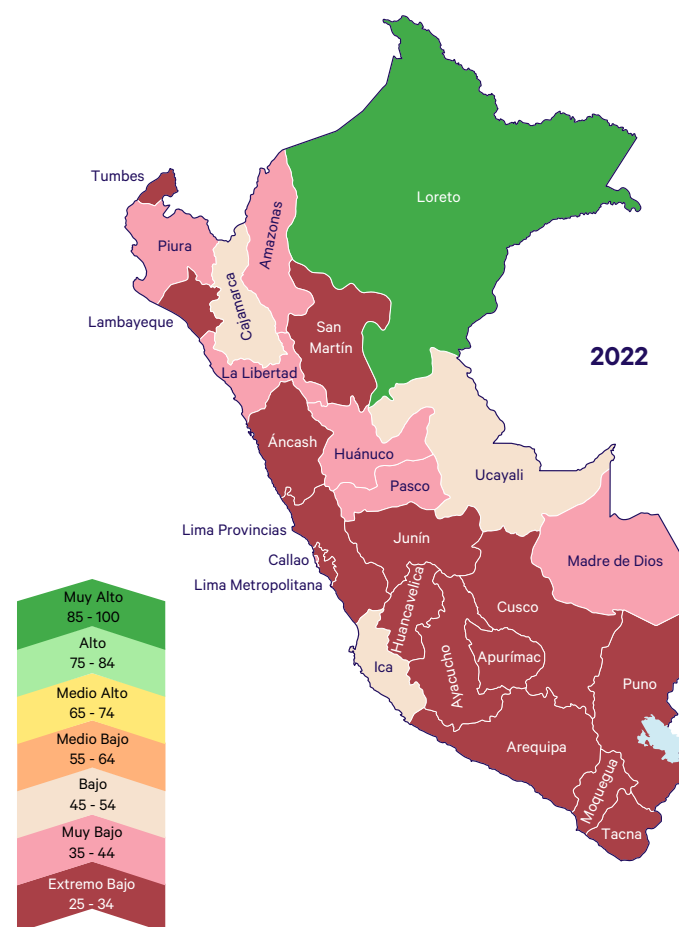 Tumbes
Loreto
Amazonas
Piura
Cajamarca
Lambayeque
San
Martín
2022
La Libertad
Áncash
Huánuco
Ucayali
Pasco
Lima Provincias
Junín
Callao
Madre de Dios
Lima Metropolitana
Huancavelica
Cusco
Apurímac
Ayacucho
Ica
Puno
Arequipa
Moquegua
Tacna
Muy Alto
85 - 100
Alto
75 - 84
Medio Alto
65 - 74
Medio Bajo
55 - 64
Bajo
45 - 54
Muy Bajo
35 - 44
Extremo Bajo
25 - 34